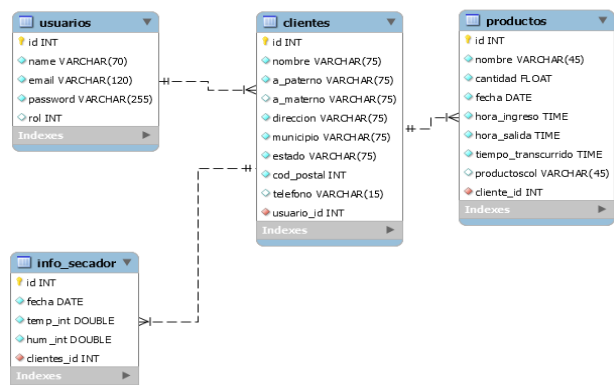 usuarios
id INT
name VARCHAR(70)
email VARCHAR(120)
password VARCHAR(255)
rol INT
Indexes
clientes
id INT
nombre VARCHAR(75)
a_paterno VARCHAR(75)
a_materno VARCHAR(75)
direccion VARCHAR(75)
municipio VARCHAR(75)
estado VARCHAR(75)
cod_postal INT
telefono VARCHAR(15)
usuario_id INT
Indexes
productos
id INT
nombre VARCHAR(45)
cantidad FLOAT
fecha DATE
hora_ingreso TIME
hora_salida TIME
tiempo_transcurrido TIME
productoscol VARCHAR(45)
cliente_id INT
Indexes
info_secador
id INT
fecha DATE
temp_int DOUBLE
hum_int DOUBLE
clientes_id INT
Indexes